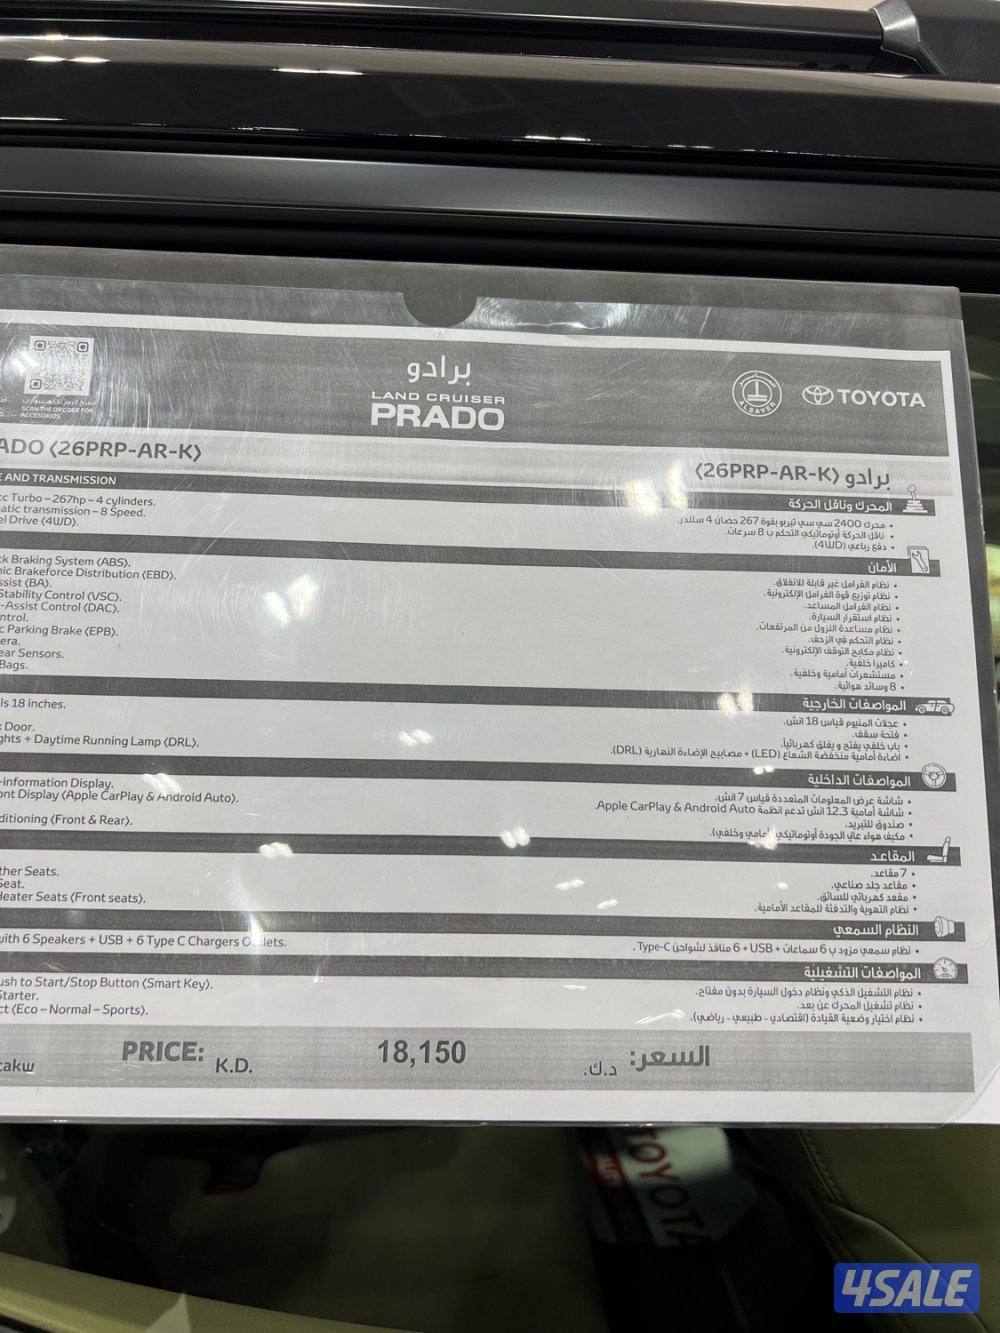 برادو
LAND CRUISER
PRADO
ALSAYER
TOYOTA
SCAN THE QR CODE FOR
ACCESORIOS
ADO (26PRP-AR-K)
برادو (26PRP-AR-K)
E AND TRANSMISSION
cc Turbo – 267hp – 4 cylinders.
atic transmission – 8 Speed.
el Drive (4WD).
ck Braking System (ABS).
nic Brakeforce Distribution (EBD).
ssist (BA).
Stability Control (VSC).
-Assist Control (DAC).
ntrol.
c Parking Brake (EPB).
era.
ear Sensors.
Bags.
ls 18 inches.
k Door.
ghts + Daytime Running Lamp (DRL).
-information Display.
ont Display (Apple CarPlay & Android Auto).
ditioning (Front & Rear).
ther Seats.
Seat.
Heater Seats (Front seats).
with 6 Speakers + USB + 6 Type C Chargers Outlets.
ush to Start/Stop Button (Smart Key).
Starter.
ct (Eco – Normal – Sports).
المحرك وناقل الحركة
• محرك 2400 سي سي تيربو بقوة 267 حصان 4 سلندر.
• ناقل الحركة أوتوماتيكي التحكم ب 8 سرعات.
• دفع رباعي (4WD).
الأمان
• نظام الفرامل غير قابلة للانغلاق.
• نظام توزيع قوة الفرامل الإلكترونية.
• نظام الفرامل المساعد.
• نظام استقرار السيارة.
• نظام مساعدة النزول من المرتفعات.
• نظام التحكم في الزحف.
• نظام مكابح التوقف الإلكترونية.
• كاميرا خلفية.
• مستشعرات أمامية وخلفية.
• 8 وسائد هوائية.
المواصفات الخارجية
• عجلات المنيوم قياس 18 انش.
• فتحة سقف.
• باب خلفي يفتح و يغلق كهربائياً.
• أضاءة أمامية منخفضة الشعاع (LED) + مصابيح الإضاءة النهارية (DRL).
المواصفات الداخلية
• شاشة عرض المعلومات المتعددة قياس 7 انش.
• شاشة أمامية 12.3 انش تدعم انظمة Apple CarPlay & Android Auto.
• صندوق للتبريد.
• مكيف هواء عالي الجودة أوتوماتيكي (أمامي وخلفي).
المقاعد
• 7 مقاعد.
• مقاعد جلد صناعي.
• مقعد كهربائي للسائق.
• نظام التهوية والتدفئة للمقاعد الأمامية.
النظام السمعي
• نظام سمعي مزود ب 6 سماعات + USB + 6 منافذ لشواحن Type-C.
المواصفات التشغيلية
• نظام التشغيل الذكي ونظام دخول السيارة بدون مفتاح.
• نظام تشغيل المحرك عن بعد.
• نظام اختيار وضعية القيادة (اقتصادي - طبيعي - رياضي).
takw
PRICE: K.D. 18,150 السعر: د.ك.
TOYOTA
4SALE